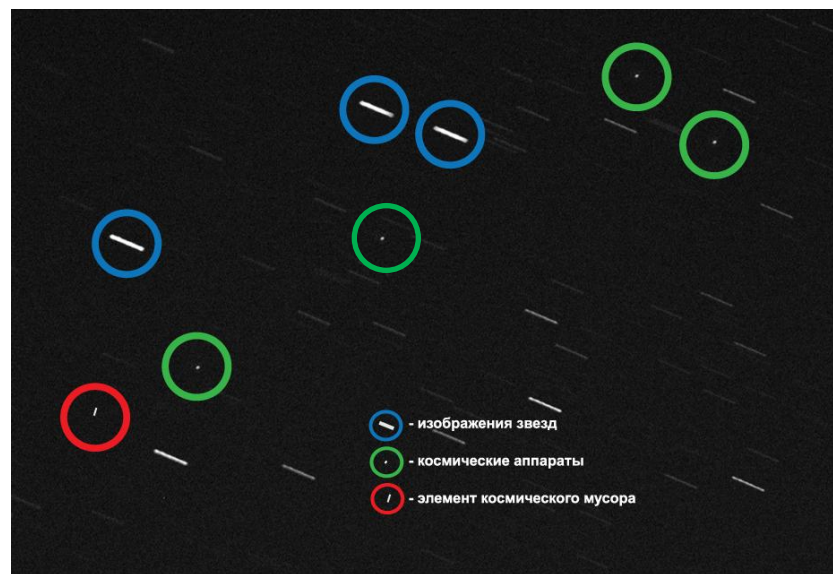 - изображения звезд
- космические аппараты
- элемент космического мусора